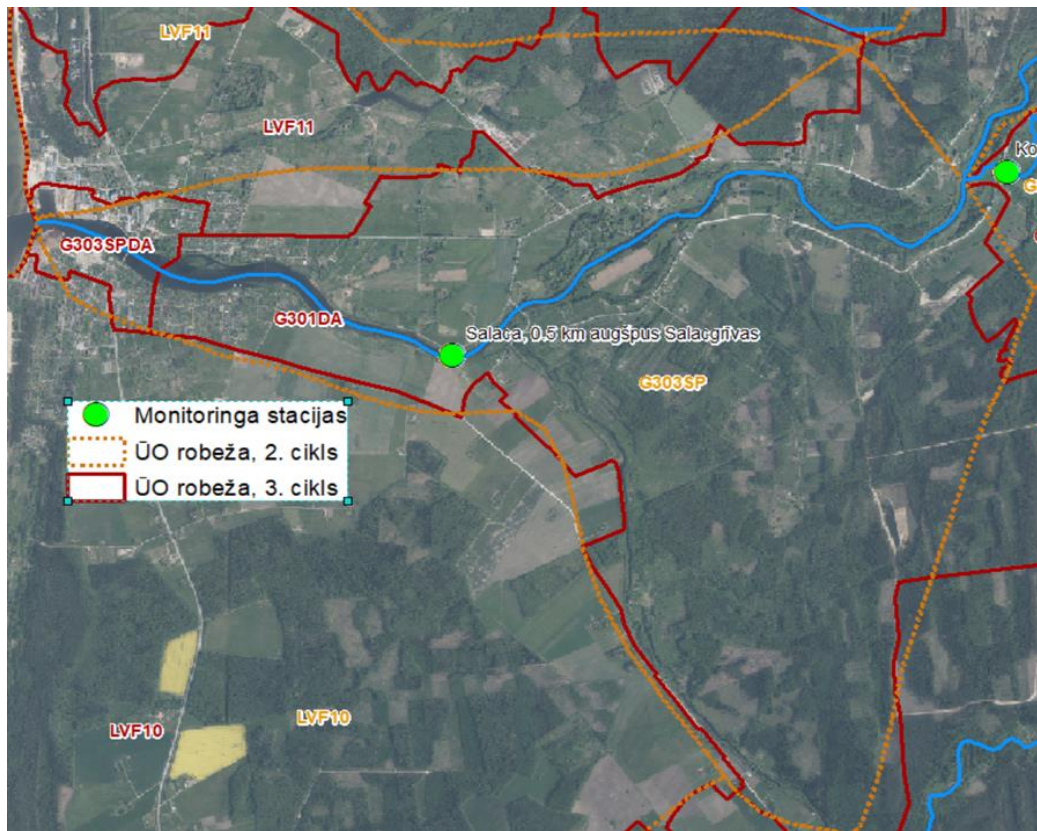 LVF11
LVF11
Ko
G
G303SPDA
G301DA
Salaca, 0.5 km augšpus Salacgrīvas
G303SP
Monitoringa stacijas
ŪO robeža, 2. cikls
ŪO robeža, 3. cikls
LVF10
LVF10